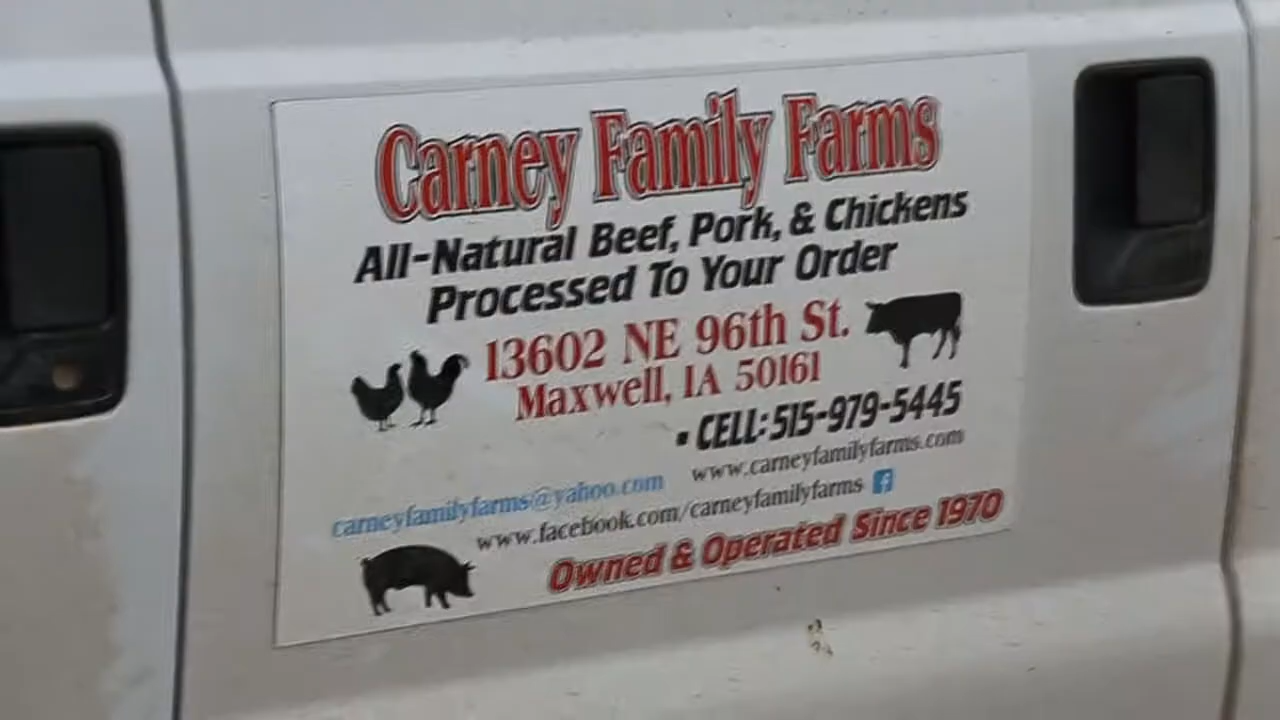 Carney Family Farms
All-Natural Beef, Pork, & Chickens
Processed To Your Order
13602 NE 96th St.
Maxwell, IA 50161
• CELL: 515-979-5445
www.carneyfamilyfarms.com
carneyfamilyfarms@yahoo.com
www.facebook.com/carneyfamilyfarms f
Owned & Operated Since 1970